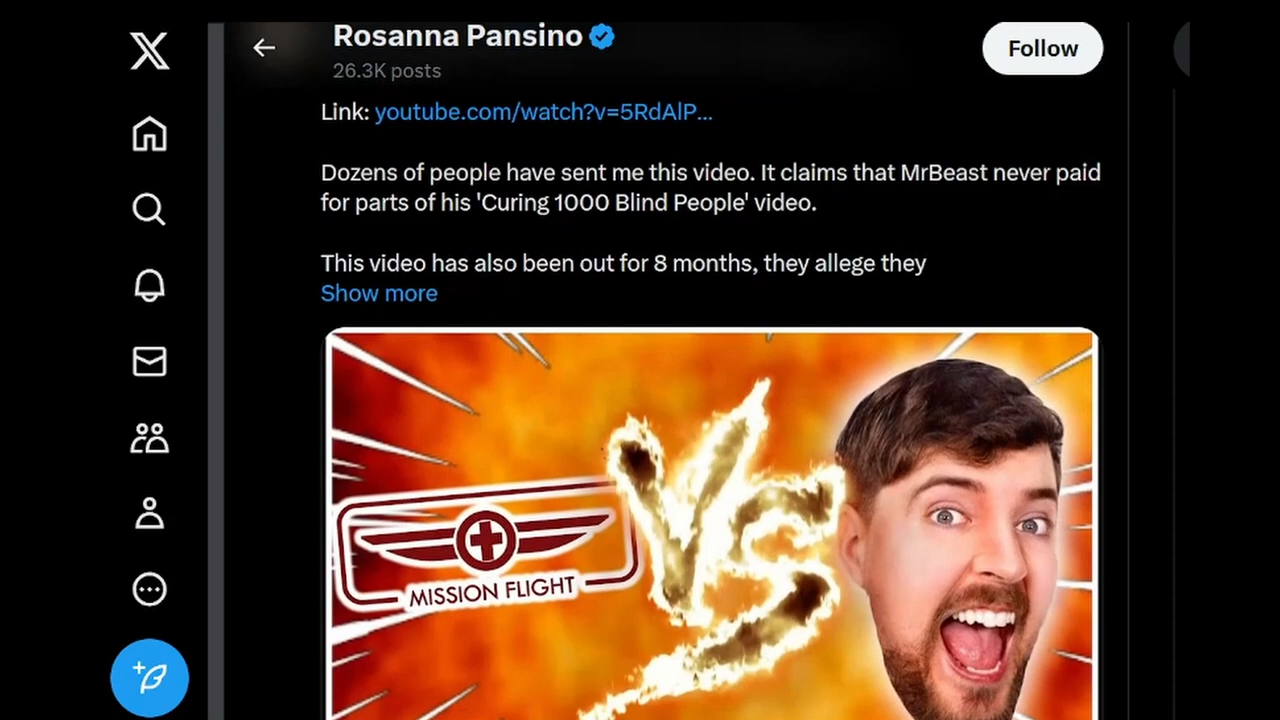 Rosanna Pansino
26.3K posts
Follow
Link: youtube.com/watch?v=5RdAlP...
Dozens of people have sent me this video. It claims that MrBeast never paid
for parts of his 'Curing 1000 Blind People' video.
This video has also been out for 8 months, they allege they
Show more
VS
MISSION FLIGHT